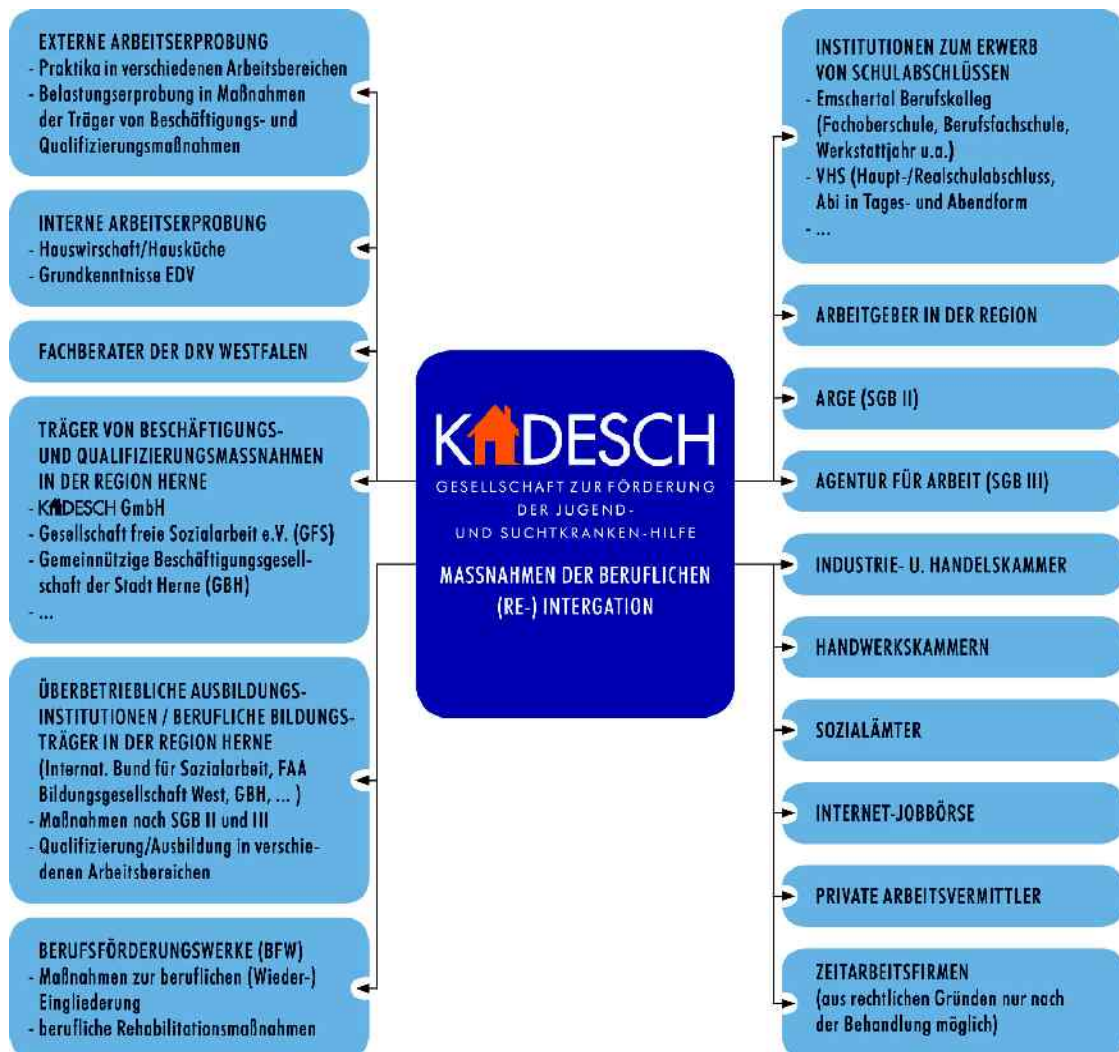 EXTERNE ARBEITSERPROBUNG
- Praktika in verschiedenen Arbeitsbereichen
- Belastungserprobung in Maßnahmen
der Träger von Beschäftigungs- und
Qualifizierungsmaßnahmen
INTERNE ARBEITSERPROBUNG
- Hauswirtschaft/Hausküche
- Grundkenntnisse EDV
FACHBERATER DER DRV WESTFALEN
TRÄGER VON BESCHÄFTIGUNGS-
UND QUALIFIZIERUNGSMASSNAHMEN
IN DER REGION HERNE
- KADESCH GmbH
- Gesellschaft freie Sozialarbeit e.V. (GFS)
- Gemeinnützige Beschäftigungsgesell-
schaft der Stadt Herne (GBH)
- ...
ÜBERBETRIEBLICHE AUSBILDUNGS-
INSTITUTIONEN / BERUFLICHE BILDUNGS-
TRÄGER IN DER REGION HERNE
(Internat. Bund für Sozialarbeit, FAA
Bildungsgesellschaft West, GBH, ... )
- Maßnahmen nach SGB II und III
- Qualifizierung/Ausbildung in verschie-
denen Arbeitsbereichen
BERUFSFÖRDERUNGSWERKE (BFW)
- Maßnahmen zur beruflichen (Wieder-)
Eingliederung
- berufliche Rehabilitationsmaßnahmen
KADESCH
GESELLSCHAFT ZUR FÖRDERUNG
DER JUGEND-
UND SUCHTKRANKEN-HILFE
MASSNAHMEN DER BERUFLICHEN
(RE-) INTERGATION
INSTITUTIONEN ZUM ERWERB
VON SCHULABSCHLÜSSEN
- Emschertal Berufskolleg
(Fachoberschule, Berufsfachschule,
Werkstattjahr u.a.)
- VHS (Haupt-/Realschulabschluss,
Abi in Tages- und Abendform
- ...
ARBEITGEBER IN DER REGION
ARGE (SGB II)
AGENTUR FÜR ARBEIT (SGB III)
INDUSTRIE- U. HANDELSKAMMER
HANDWERKSKAMMERN
SOZIALÄMTER
INTERNET-JOBBÖRSE
PRIVATE ARBEITSVERMITTLER
ZEITARBEITSFIRMEN
(aus rechtlichen Gründen nur nach
der Behandlung möglich)